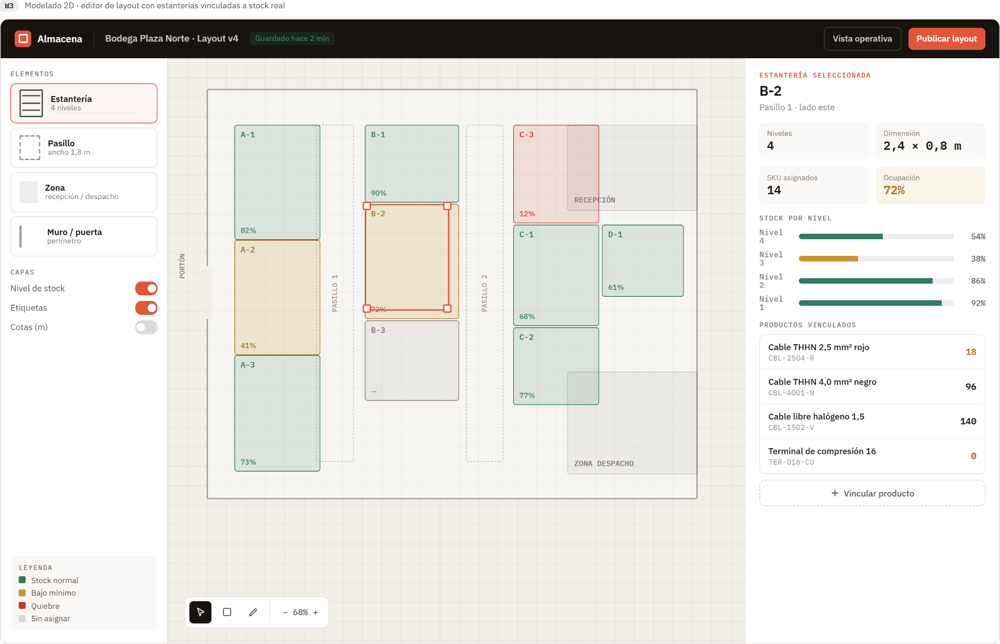 W3 Modelado 2D · editor de layout con estanterías vinculadas a stock real
Almacena
Bodega Plaza Norte · Layout v4
Guardado hace 2 min
Vista operativa
Publicar layout
ELEMENTOS
Estantería
4 niveles
Pasillo
ancho 1,8 m
Zona
recepción / despacho
Muro / puerta
perímetro
CAPAS
Nivel de stock
Etiquetas
Cotas (m)
LEYENDA
Stock normal
Bajo mínimo
Quiebre
Sin asignar
PORTÓN
A-1
82%
A-2
41%
A-3
73%
PASILLO 1
B-1
90%
B-2
72%
B-3
—
PASILLO 2
C-3
12%
RECEPCIÓN
C-1
68%
D-1
61%
C-2
77%
ZONA DESPACHO
− 68% +
ESTANTERÍA SELECCIONADA
B-2
Pasillo 1 · lado este
Niveles
4
Dimensión
2,4 × 0,8 m
SKU asignados
14
Ocupación
72%
STOCK POR NIVEL
Nivel
4
54%
Nivel
3
38%
Nivel
2
86%
Nivel
1
92%
PRODUCTOS VINCULADOS
Cable THHN 2,5 mm² rojo
CBL-2504-R
18
Cable THHN 4,0 mm² negro
CBL-4001-N
96
Cable libre halógeno 1,5
CBL-1502-V
140
Terminal de compresión 16
TER-016-CU
0
+ Vincular producto